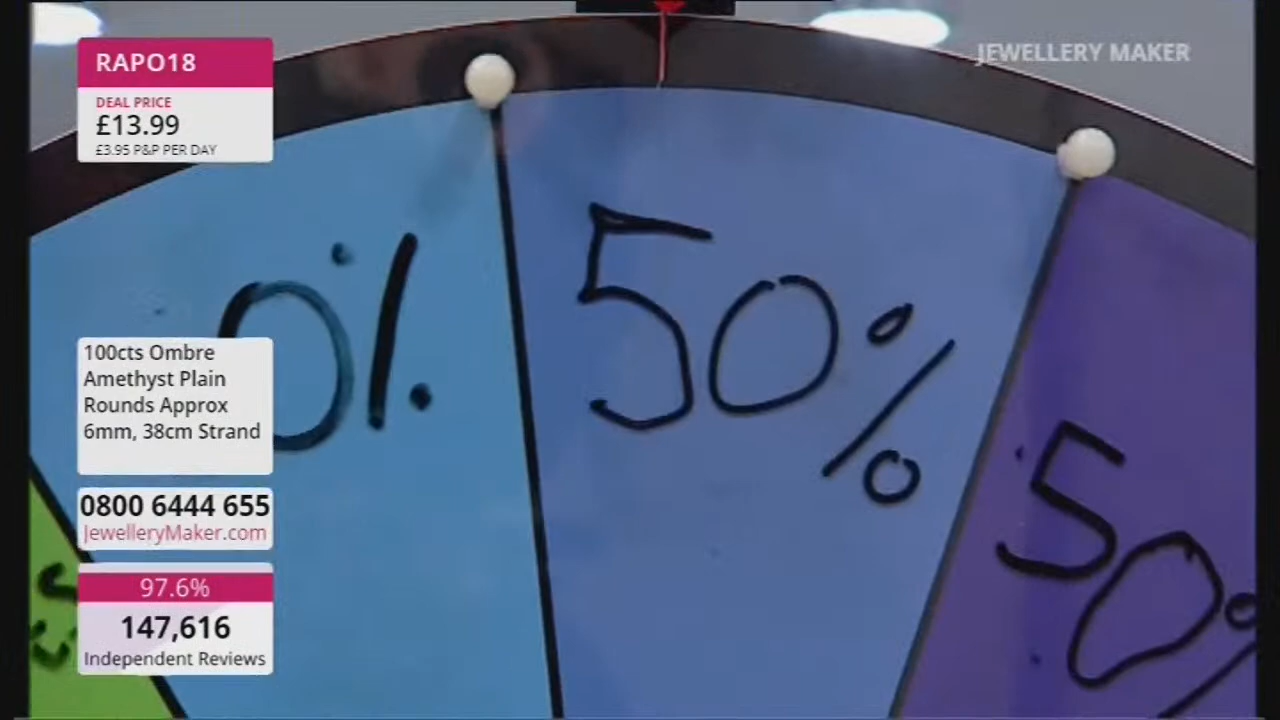 RAPO18
DEAL PRICE
£13.99
£3.95 P&P PER DAY
JEWELLERY MAKER
0%
50%
50%
100cts Ombre
Amethyst Plain
Rounds Approx
6mm, 38cm Strand
0800 6444 655
JewelleryMaker.com
97.6%
147,616
Independent Reviews